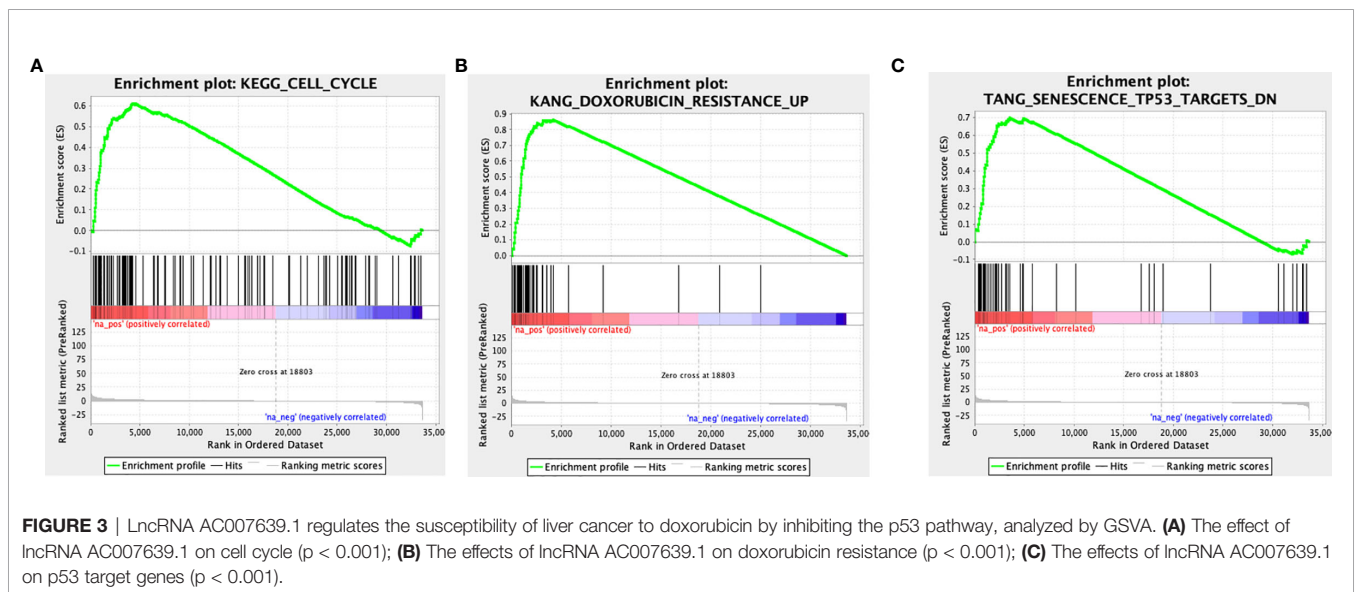 A
Enrichment plot: KEGG_CELL_CYCLE
Enrichment score (ES)
0.6
0.5
0.4
0.3
0.2
0.1
0.0
-0.1
'na_pos' (positively correlated)
Ranked list metric (PreRanked)
125
100
75
50
25
0
-25
Zero cross at 18803
'na_neg' (negatively correlated)
0 5,000 10,000 15,000 20,000 25,000 30,000 35,00
Rank in Ordered Dataset
Enrichment profile Hits Ranking metric scores
B
Enrichment plot:
KANG_DOXORUBICIN_RESISTANCE_UP
Enrichment score (ES)
0.9
0.8
0.7
0.6
0.5
0.4
0.3
0.2
0.1
0.0
'na_pos' (positively correlated)
Ranked list metric (PreRanked)
125
100
75
50
25
0
-25
Zero cross at 18803
'na_neg' (negatively correlated)
0 5,000 10,000 15,000 20,000 25,000 30,000 35,00
Rank in Ordered Dataset
Enrichment profile Hits Ranking metric scores
C
Enrichment plot:
TANG_SENESCENCE_TP53_TARGETS_DN
Enrichment score (ES)
0.7
0.6
0.5
0.4
0.3
0.2
0.1
0.0
-0.1
'na_pos' (positively correlated)
Ranked list metric (PreRanked)
125
100
75
50
25
0
-25
Zero cross at 18803
'na_neg' (negatively correlated)
0 5,000 10,000 15,000 20,000 25,000 30,000 35,00
Rank in Ordered Dataset
Enrichment profile Hits Ranking metric scores
FIGURE 3 | LncRNA AC007639.1 regulates the susceptibility of liver cancer to doxorubicin by inhibiting the p53 pathway, analyzed by GSVA. (A) The effect of
lncRNA AC007639.1 on cell cycle (p < 0.001); (B) The effects of lncRNA AC007639.1 on doxorubicin resistance (p < 0.001); (C) The effects of lncRNA AC007639.1
on p53 target genes (p < 0.001).